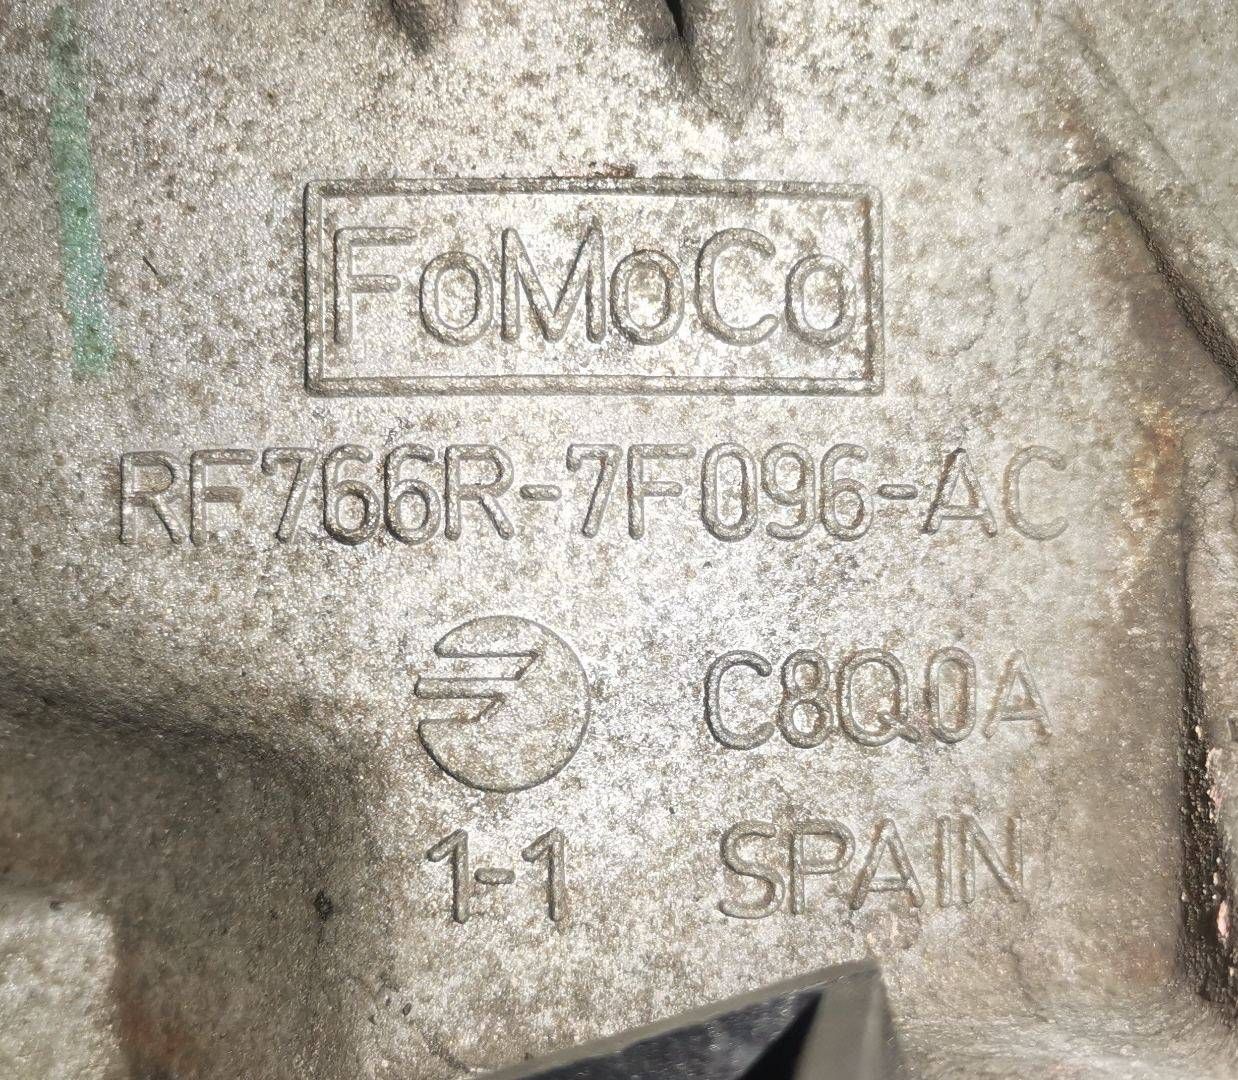 FoMoCo
RF766R-7F096-AC
C8Q0A
1-1 SPAIN